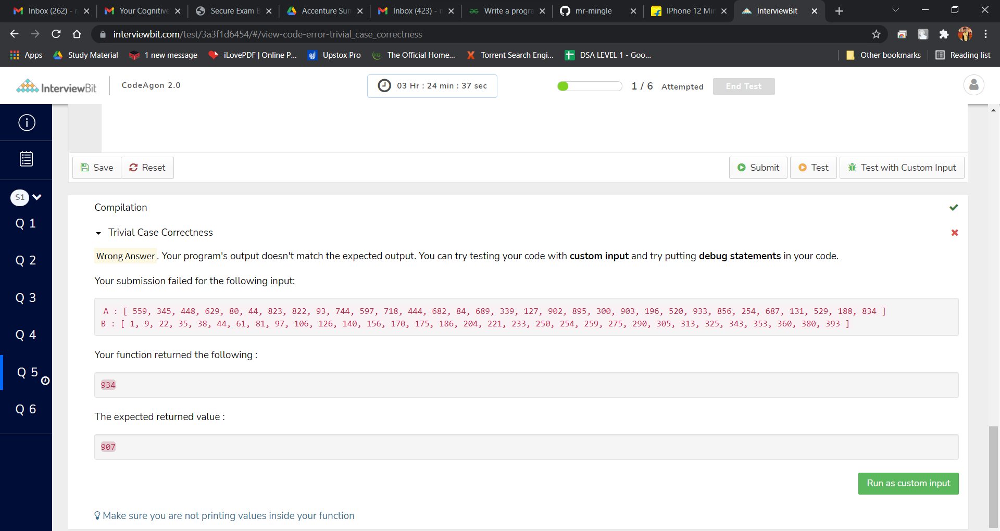 Inbox (262) - 
Your Cognitive
Secure Exam B
Accenture Sur
Inbox (423) - 
Write a progra
mr-mingle
IPhone 12 Min
InterviewBit
interviewbit.com/test/3a3f1d6454/#/view-code-error-trivial_case_correctness
Apps
Study Material
1 new message
iLovePDF | Online P...
Upstox Pro
The Official Home...
Torrent Search Engi...
DSA LEVEL 1 - Goo...
Other bookmarks
Reading list
InterviewBit
CodeAgon 2.0
03 Hr : 24 min : 37 sec
1 / 6 Attempted
End Test
S1
Q 1
Q 2
Q 3
Q 4
Q 5
Q 6
Save
Reset
Submit
Test
Test with Custom Input
Compilation
Trivial Case Correctness
Wrong Answer. Your program's output doesn't match the expected output. You can try testing your code with custom input and try putting debug statements in your code.
Your submission failed for the following input:
A : [ 559, 345, 448, 629, 80, 44, 823, 822, 93, 744, 597, 718, 444, 682, 84, 689, 339, 127, 902, 895, 300, 903, 196, 520, 933, 856, 254, 687, 131, 529, 188, 834 ]
B : [ 1, 9, 22, 35, 38, 44, 61, 81, 97, 106, 126, 140, 156, 170, 175, 186, 204, 221, 233, 250, 254, 259, 275, 290, 305, 313, 325, 343, 353, 360, 380, 393 ]
Your function returned the following :
934
The expected returned value :
907
Run as custom input
Make sure you are not printing values inside your function